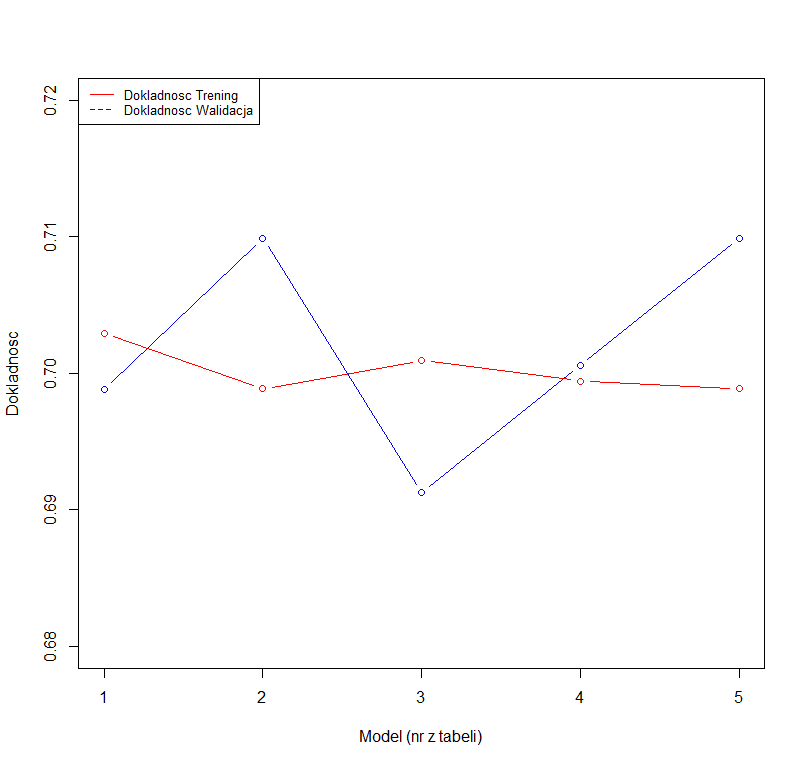 Dokladnosc Trening
Dokladnosc Walidacja
0.72
0.71
0.70
0.69
0.68
Dokladnosc
1 2 3 4 5
Model (nr z tabeli)